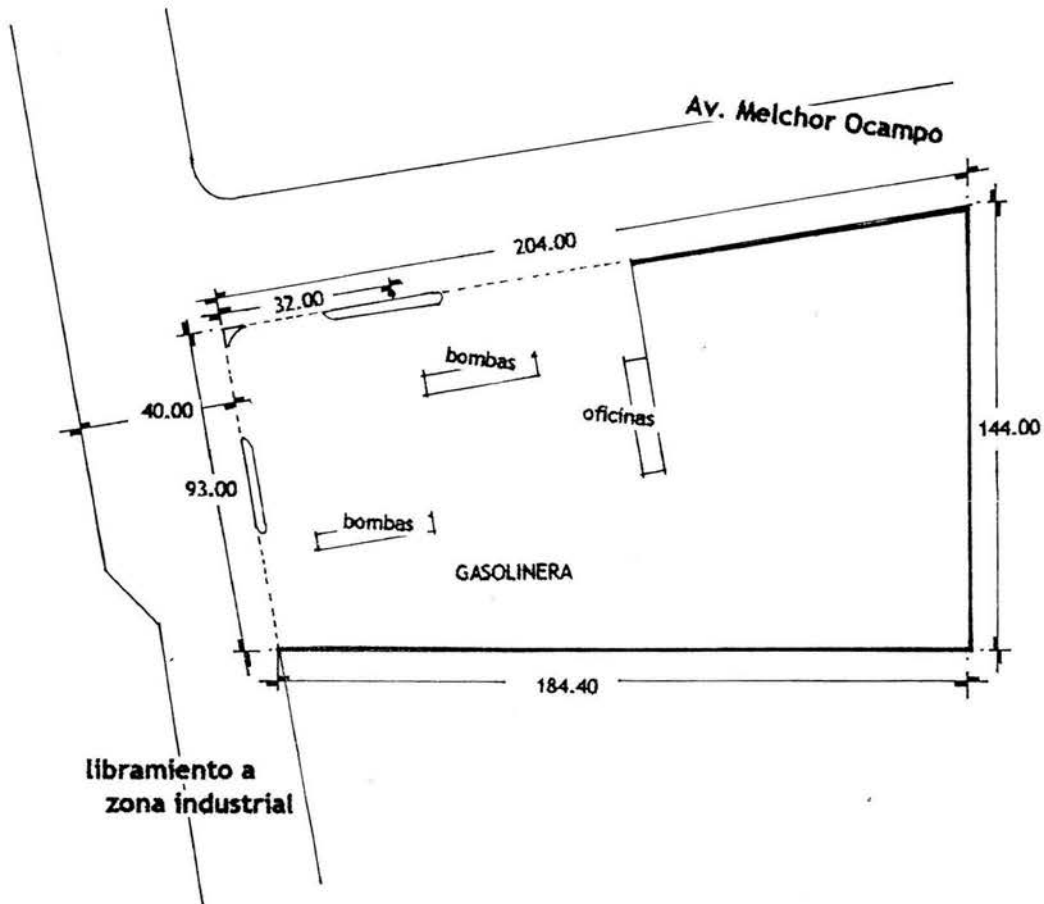 Av. Melchor Ocampo
204.00
32.00
bombas
40.00
oficinas
144.00
93.00
bombas
GASOLINERA
184.40
libramiento a
zona industrial